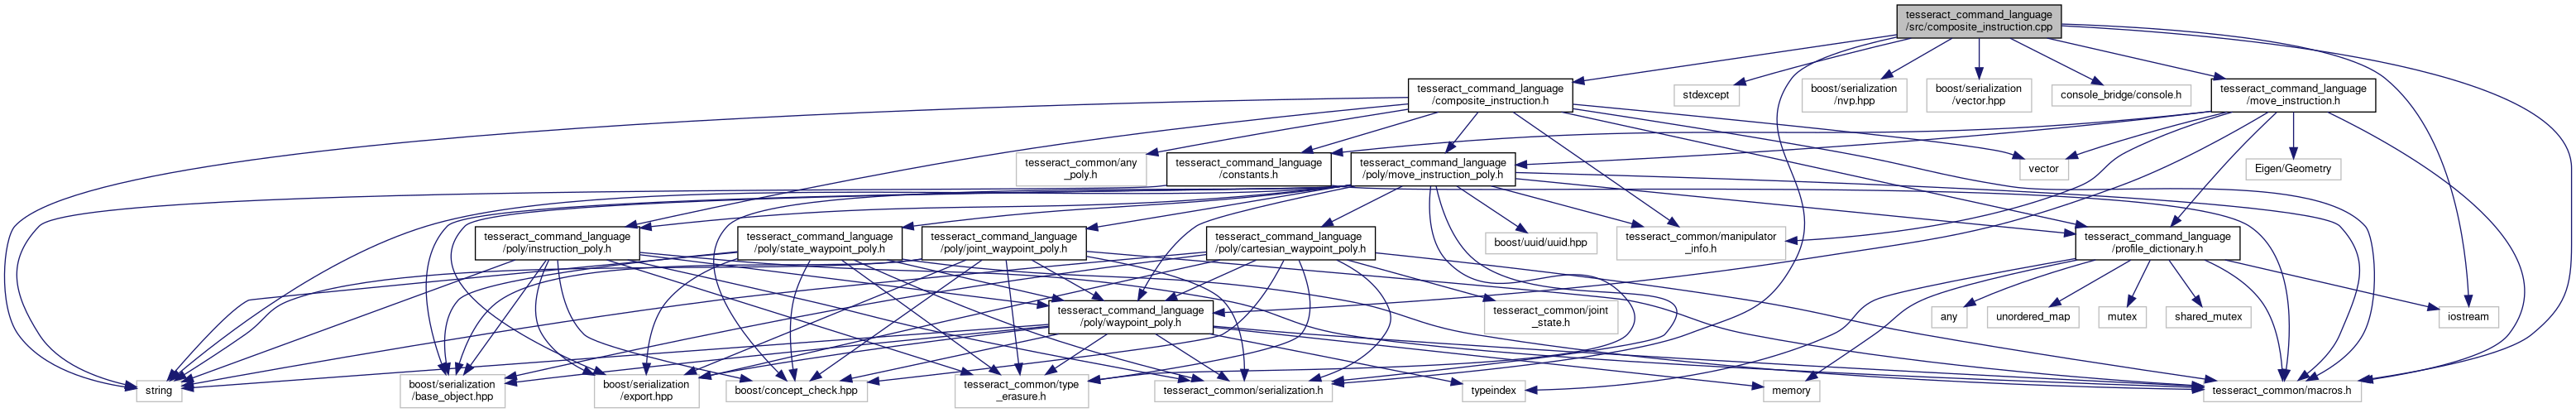 tesseract_command_language
/src/composite_instruction.cpp
tesseract_command_language
/composite_instruction.h
stdexcept
boost/serialization
/nvp.hpp
boost/serialization
/vector.hpp
console_bridge/console.h
tesseract_command_language
/move_instruction.h
tesseract_common/any
_poly.h
tesseract_command_language
/constants.h
tesseract_command_language
/poly/move_instruction_poly.h
vector
Eigen/Geometry
tesseract_command_language
/poly/instruction_poly.h
tesseract_command_language
/poly/state_waypoint_poly.h
tesseract_command_language
/poly/joint_waypoint_poly.h
tesseract_command_language
/poly/cartesian_waypoint_poly.h
boost/uuid/uuid.hpp
tesseract_common/manipulator
_info.h
tesseract_command_language
/profile_dictionary.h
tesseract_command_language
/poly/waypoint_poly.h
tesseract_common/joint
_state.h
any
unordered_map
mutex
shared_mutex
iostream
string
boost/serialization
/base_object.hpp
boost/serialization
/export.hpp
boost/concept_check.hpp
tesseract_common/type
_erasure.h
tesseract_common/serialization.h
typeindex
memory
tesseract_common/macros.h